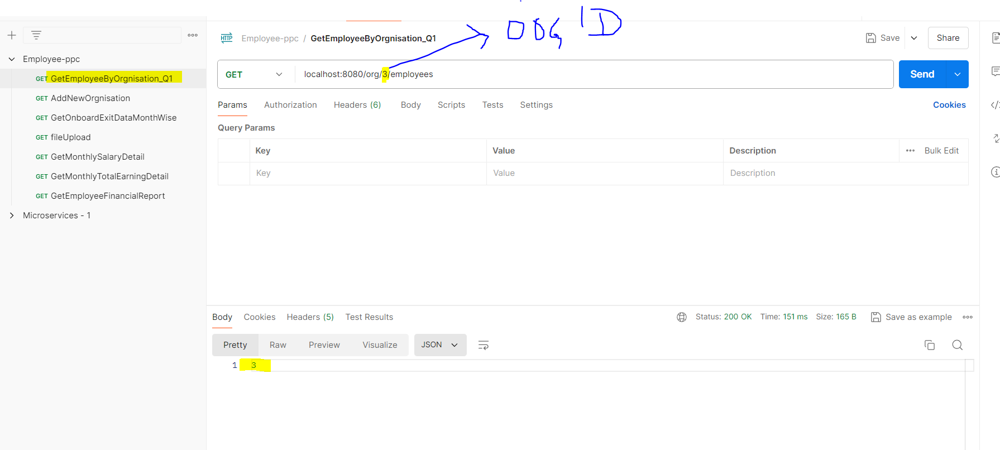 ORG ID
Employee-ppc / GetEmployeeByOrgnisation_Q1
Save
Share
Employee-ppc
GET GetEmployeeByOrgnisation_Q1
GET AddNewOrgnisation
GET GetOnboardExitDataMonthWise
GET fileUpload
GET GetMonthlySalaryDetail
GET GetMonthlyTotalEarningDetail
GET GetEmployeeFinancialReport
Microservices - 1
GET localhost:8080/org/3/employees
Send
Params Authorization Headers (6) Body Scripts Tests Settings
Cookies
Query Params
Key Value Description Bulk Edit
Key Value Description
Body Cookies Headers (5) Test Results
Status: 200 OK Time: 151 ms Size: 165 B Save as example
Pretty Raw Preview Visualize JSON
1 3